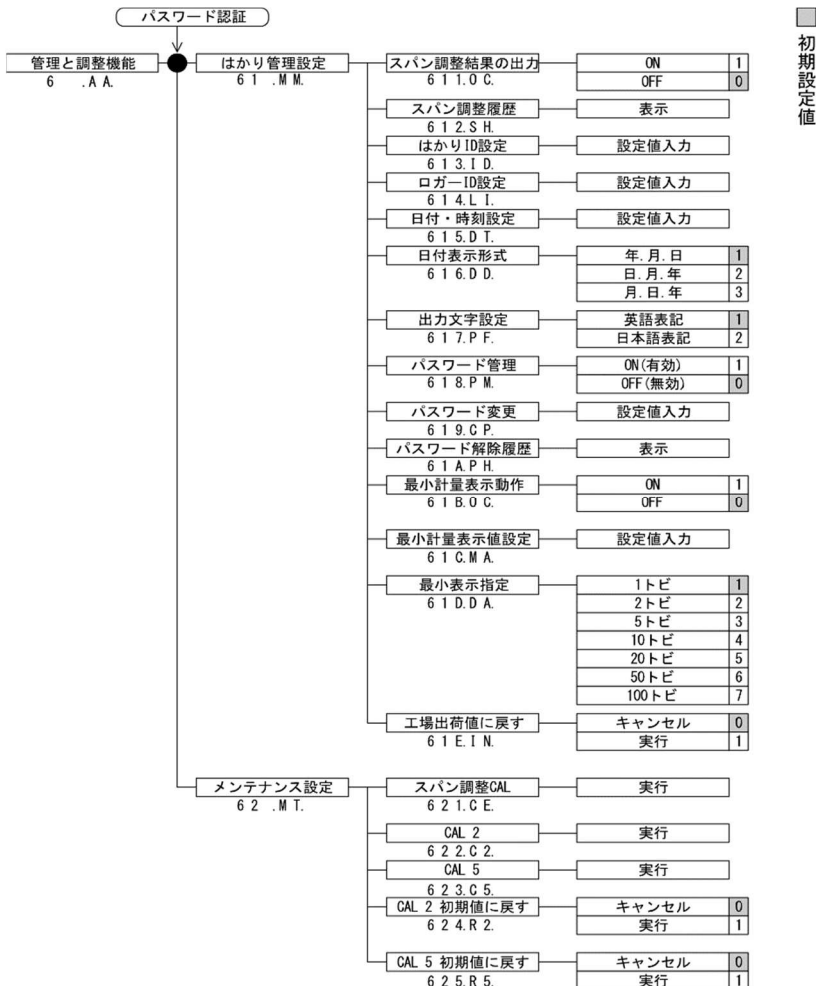 パスワード認証
初期設定値
管理と調整機能
6 .A A.
はかり管理設定
6 1 .M M.
スパン調整結果の出力
6 1 1.O C.
ON 1
OFF 0
スパン調整履歴
6 1 2.S H.
表示
はかりID設定
6 1 3.I D.
設定値入力
ロガーID設定
6 1 4.L I.
設定値入力
日付・時刻設定
6 1 5.D T.
設定値入力
日付表示形式
6 1 6.D D.
年.月.日 1
日.月.年 2
月.日.年 3
出力文字設定
6 1 7.P F.
英語表記 1
日本語表記 2
パスワード管理
6 1 8.P M.
ON(有効) 1
OFF(無効) 0
パスワード変更
6 1 9.C P.
設定値入力
パスワード解除履歴
6 1 A.P H.
表示
最小計量表示動作
6 1 B.O C.
ON 1
OFF 0
最小計量表示値設定
6 1 C.M A.
設定値入力
最小表示指定
6 1 D.D A.
1トビ 1
2トビ 2
5トビ 3
10トビ 4
20トビ 5
50トビ 6
100トビ 7
工場出荷値に戻す
6 1 E.I N.
キャンセル 0
実行 1
メンテナンス設定
6 2 .M T.
スパン調整CAL
6 2 1.C E.
実行
CAL 2
6 2 2.C 2.
実行
CAL 5
6 2 3.C 5.
実行
CAL 2 初期値に戻す
6 2 4.R 2.
キャンセル 0
実行 1
CAL 5 初期値に戻す
6 2 5.R 5.
キャンセル 0
実行 1